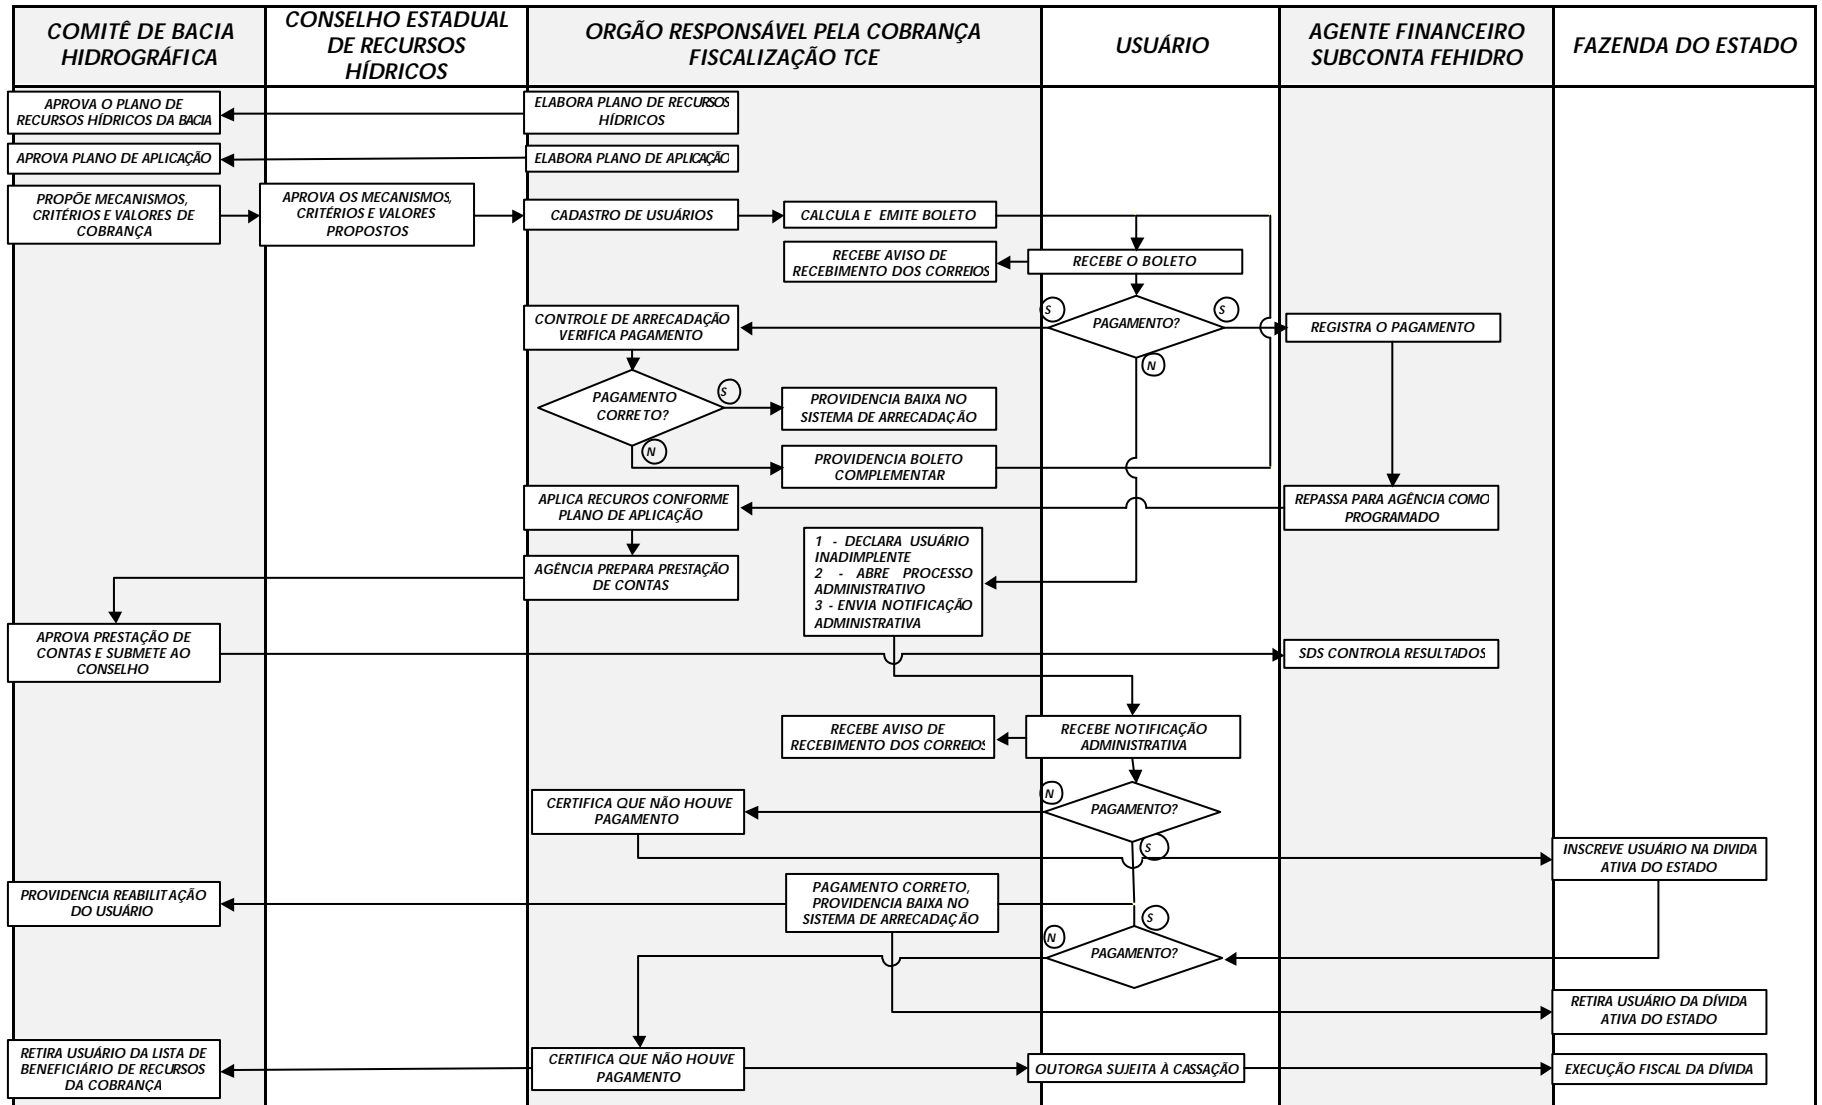 COMITÊ DE BACIA
HIDROGRÁFICA
CONSELHO ESTADUAL
DE RECURSOS
HÍDRICOS
ORGÃO RESPONSÁVEL PELA COBRANÇA
FISCALIZAÇÃO TCE
USUÁRIO
AGENTE FINANCEIRO
SUBCONTA FEHIDRO
FAZENDA DO ESTADO
APROVA O PLANO DE
RECURSOS HÍDRICOS DA BACIA
ELABORA PLANO DE RECURSOS
HÍDRICOS
APROVA PLANO DE APLICAÇÃO
ELABORA PLANO DE APLICAÇÃO
PROPÕE MECANISMOS,
CRITÉRIOS E VALORES DE
COBRANÇA
APROVA OS MECANISMOS,
CRITÉRIOS E VALORES
PROPOSTOS
CADASTRO DE USUÁRIOS
CALCULA E EMITE BOLETO
RECEBE AVISO DE
RECEBIMENTO DOS CORREIOS
RECEBE O BOLETO
CONTROLE DE ARRECADAÇÃO
VERIFICA PAGAMENTO
S
PAGAMENTO?
S
N
REGISTRA O PAGAMENTO
PAGAMENTO
CORRETO?
S
N
PROVIDENCIA BAIXA NO
SISTEMA DE ARRECADAÇÃO
PROVIDENCIA BOLETO
COMPLEMENTAR
APLICA RECUROS CONFORME
PLANO DE APLICAÇÃO
REPASSA PARA AGÊNCIA COMO
PROGRAMADO
AGÊNCIA PREPARA PRESTAÇÃO
DE CONTAS
1 - DECLARA USUÁRIO
INADIMPLENTE
2 - ABRE PROCESSO
ADMINISTRATIVO
3 - ENVIA NOTIFICAÇÃO
ADMINISTRATIVA
APROVA PRESTAÇÃO DE
CONTAS E SUBMETE AO
CONSELHO
SDS CONTROLA RESULTADOS
RECEBE AVISO DE
RECEBIMENTO DOS CORREIOS
RECEBE NOTIFICAÇÃO
ADMINISTRATIVA
CERTIFICA QUE NÃO HOUVE
PAGAMENTO
N
PAGAMENTO?
S
INSCREVE USUÁRIO NA DIVIDA
ATIVA DO ESTADO
PROVIDENCIA REABILITAÇÃO
DO USUÁRIO
PAGAMENTO CORRETO,
PROVIDENCIA BAIXA NO
SISTEMA DE ARRECADAÇÃO
S
N
PAGAMENTO?
RETIRA USUÁRIO DA DÍVIDA
ATIVA DO ESTADO
RETIRA USUÁRIO DA LISTA DE
BENEFICIÁRIO DE RECURSOS
DA COBRANÇA
CERTIFICA QUE NÃO HOUVE
PAGAMENTO
OUTORGA SUJEITA À CASSAÇÃO
EXECUÇÃO FISCAL DA DÍVIDA